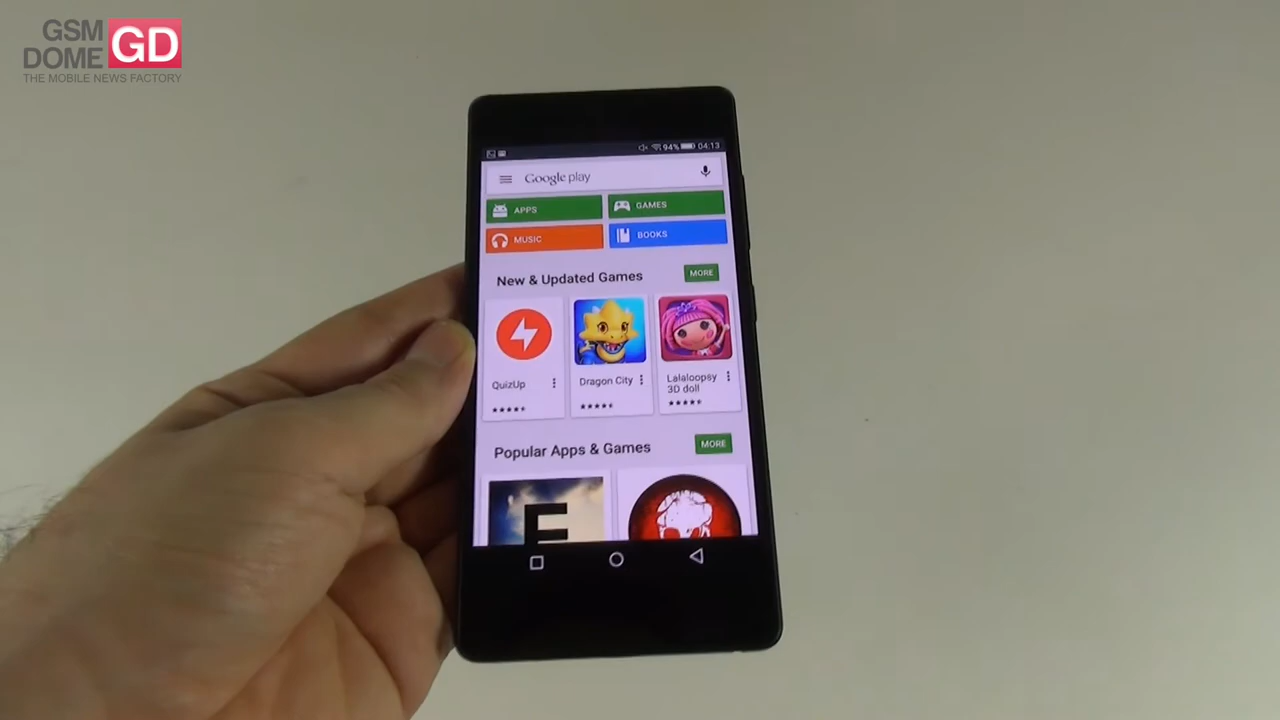 GSM
DOME
GD
THE MOBILE NEWS FACTORY
94% 04:13
Google play
APPS
GAMES
MUSIC
BOOKS
New & Updated Games
MORE
QuizUp
Dragon City
Lalaloopsy
3D doll
Popular Apps & Games
MORE
F